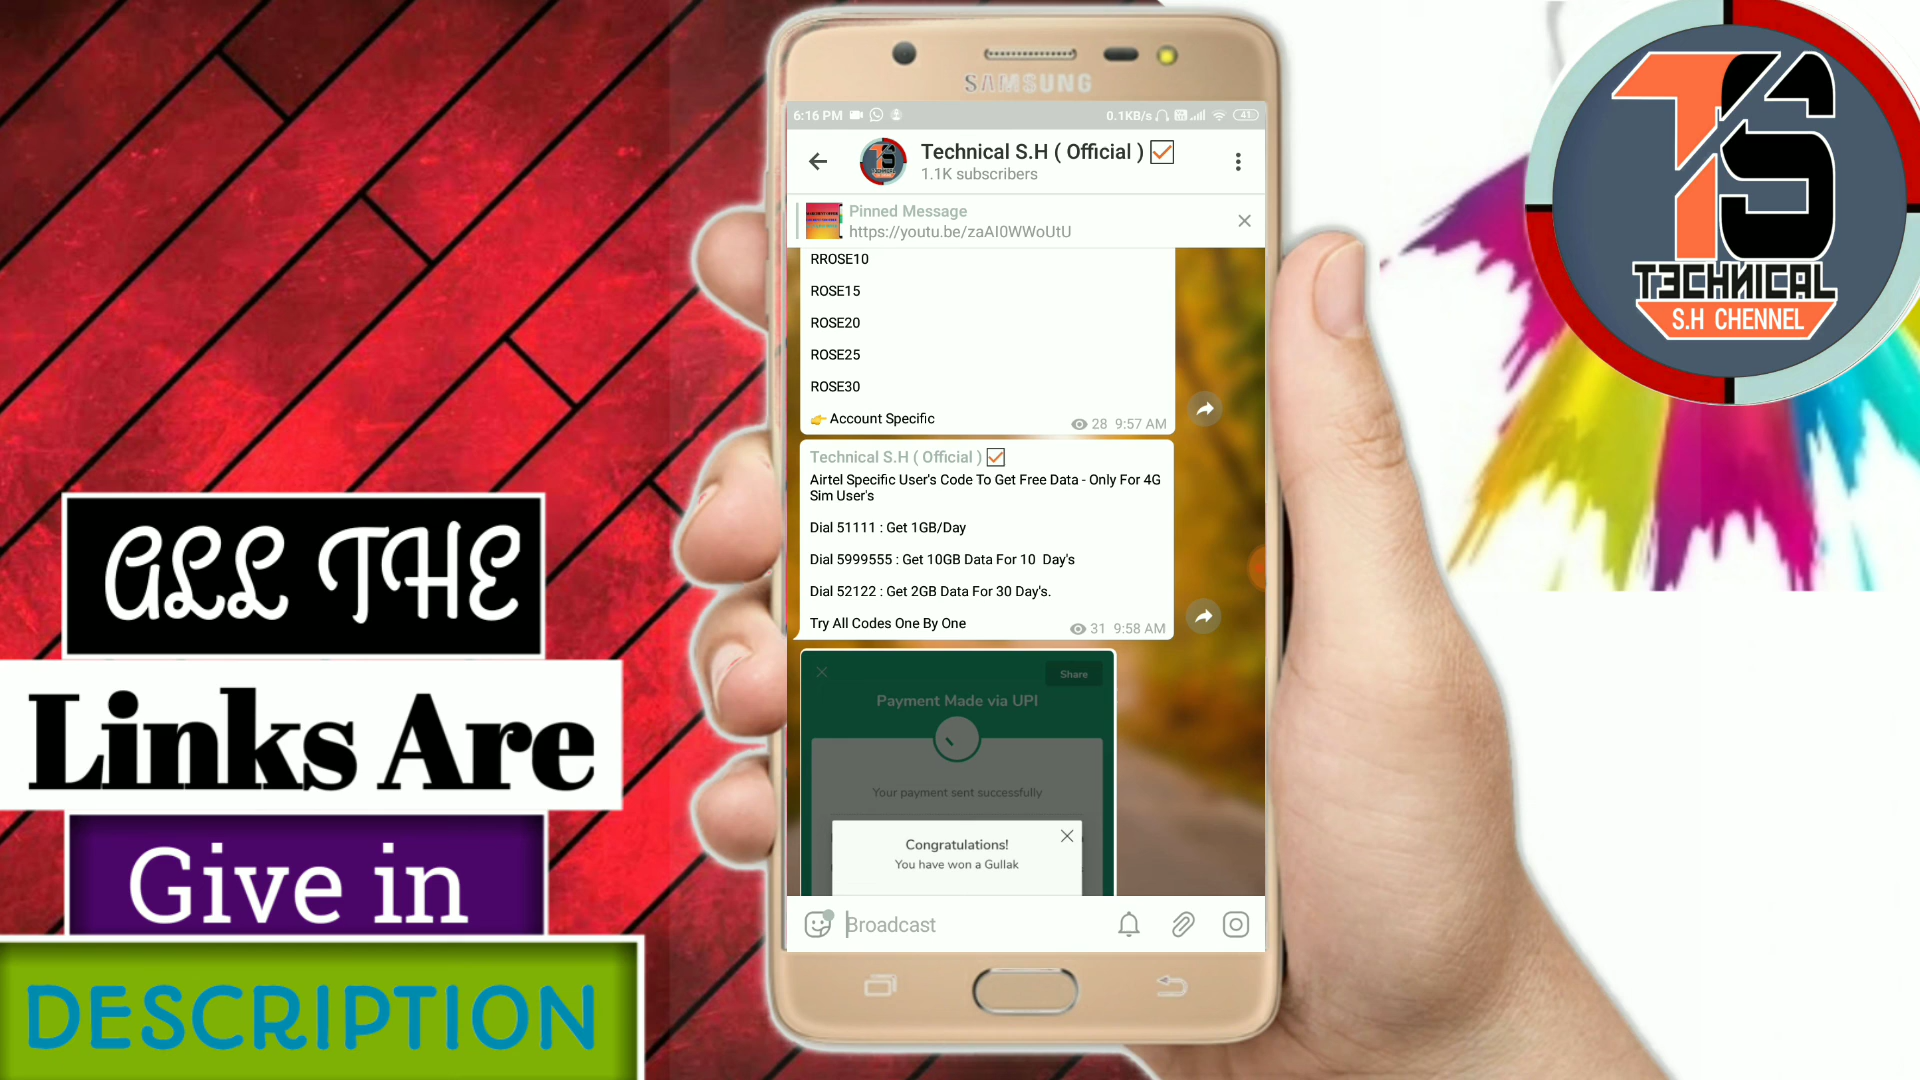 SAMSUNG
6:16 PM
0.1KB/s
41
Technical S.H ( Official )
1.1K subscribers
Pinned Message
https://youtu.be/zaAI0WWoUtU
RROSE10
ROSE15
ROSE20
ROSE25
ROSE30
👉 Account Specific
28 9:57 AM
Technical S.H ( Official )
Airtel Specific User's Code To Get Free Data - Only For 4G
Sim User's
Dial 51111 : Get 1GB/Day
Dial 5999555 : Get 10GB Data For 10 Day's
Dial 52122 : Get 2GB Data For 30 Day's.
Try All Codes One By One
31 9:58 AM
Share
Payment Made via UPI
Your payment sent successfully
Congratulations!
You have won a Gullak
Broadcast
ALL THE
Links Are
Give in
DESCRIPTION
TS
TECHNICAL
S.H CHENNEL